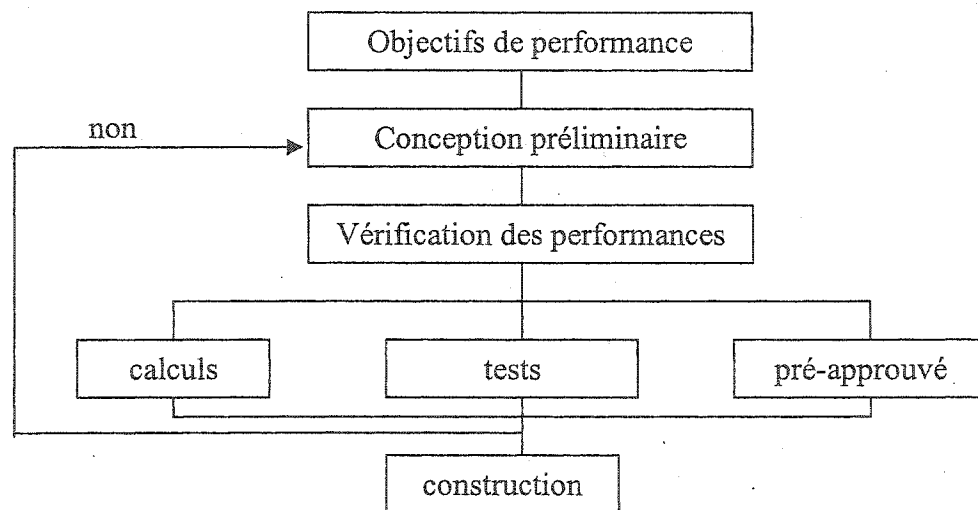 Objectifs de performance
non
Conception préliminaire
Vérification des performances
calculs
tests
pré-approuvé
construction